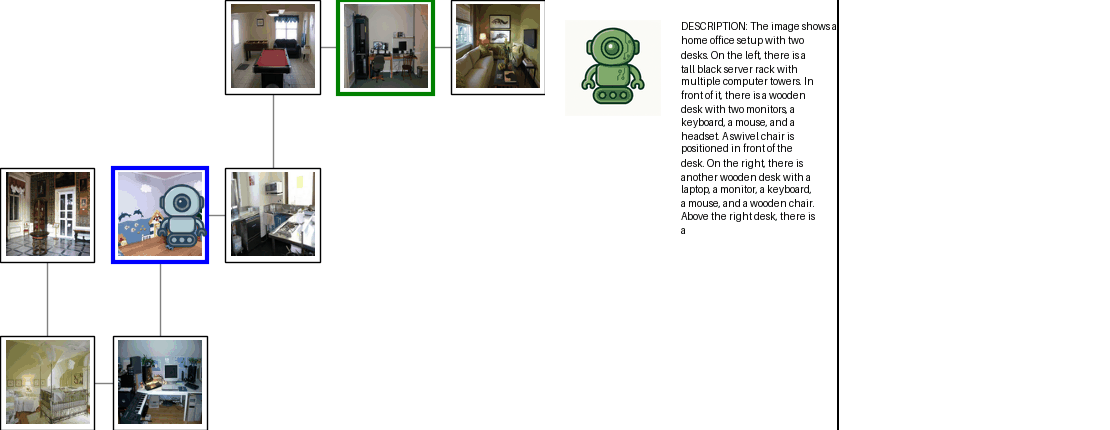 DESCRIPTION: The image shows a
home office setup with two
desks. On the left, there is a
tall black server rack with
multiple computer towers. In
front of it, there is a wooden
desk with two monitors, a
keyboard, a mouse, and a
headset. A swivel chair is
positioned in front of the
desk. On the right, there is
another wooden desk with a
laptop, a monitor, a keyboard,
a mouse, and a wooden chair.
Above the right desk, there is
a